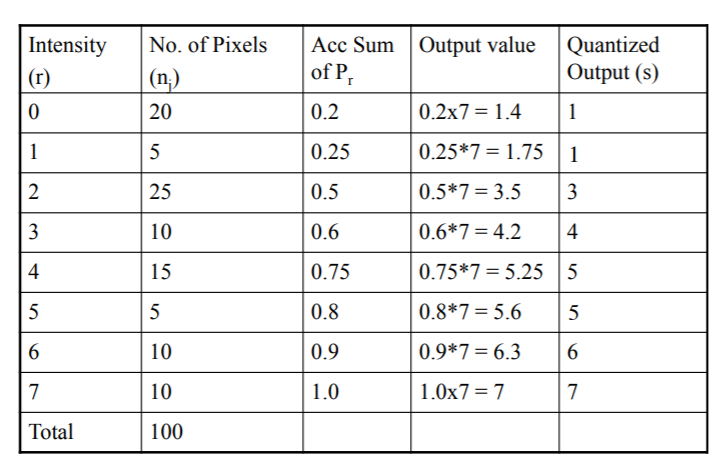 Intensity (r) | No. of Pixels (nj) | Acc Sum of Pr | Output value | Quantized Output (s)
0 | 20 | 0.2 | 0.2x7 = 1.4 | 1
1 | 5 | 0.25 | 0.25*7 = 1.75 | 1
2 | 25 | 0.5 | 0.5*7 = 3.5 | 3
3 | 10 | 0.6 | 0.6*7 = 4.2 | 4
4 | 15 | 0.75 | 0.75*7 = 5.25 | 5
5 | 5 | 0.8 | 0.8*7 = 5.6 | 5
6 | 10 | 0.9 | 0.9*7 = 6.3 | 6
7 | 10 | 1.0 | 1.0x7 = 7 | 7
Total | 100